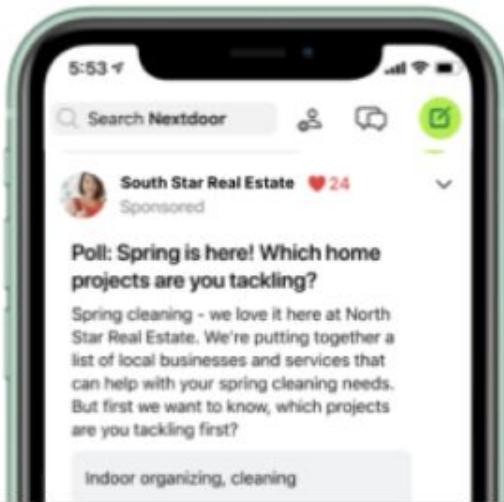 5:53
Search Nextdoor
South Star Real Estate 24
Sponsored
Poll: Spring is here! Which home
projects are you tackling?
Spring cleaning - we love it here at North
Star Real Estate. We're putting together a
list of local businesses and services that
can help with your spring cleaning needs.
But first we want to know, which projects
are you tackling first?
Indoor organizing, cleaning